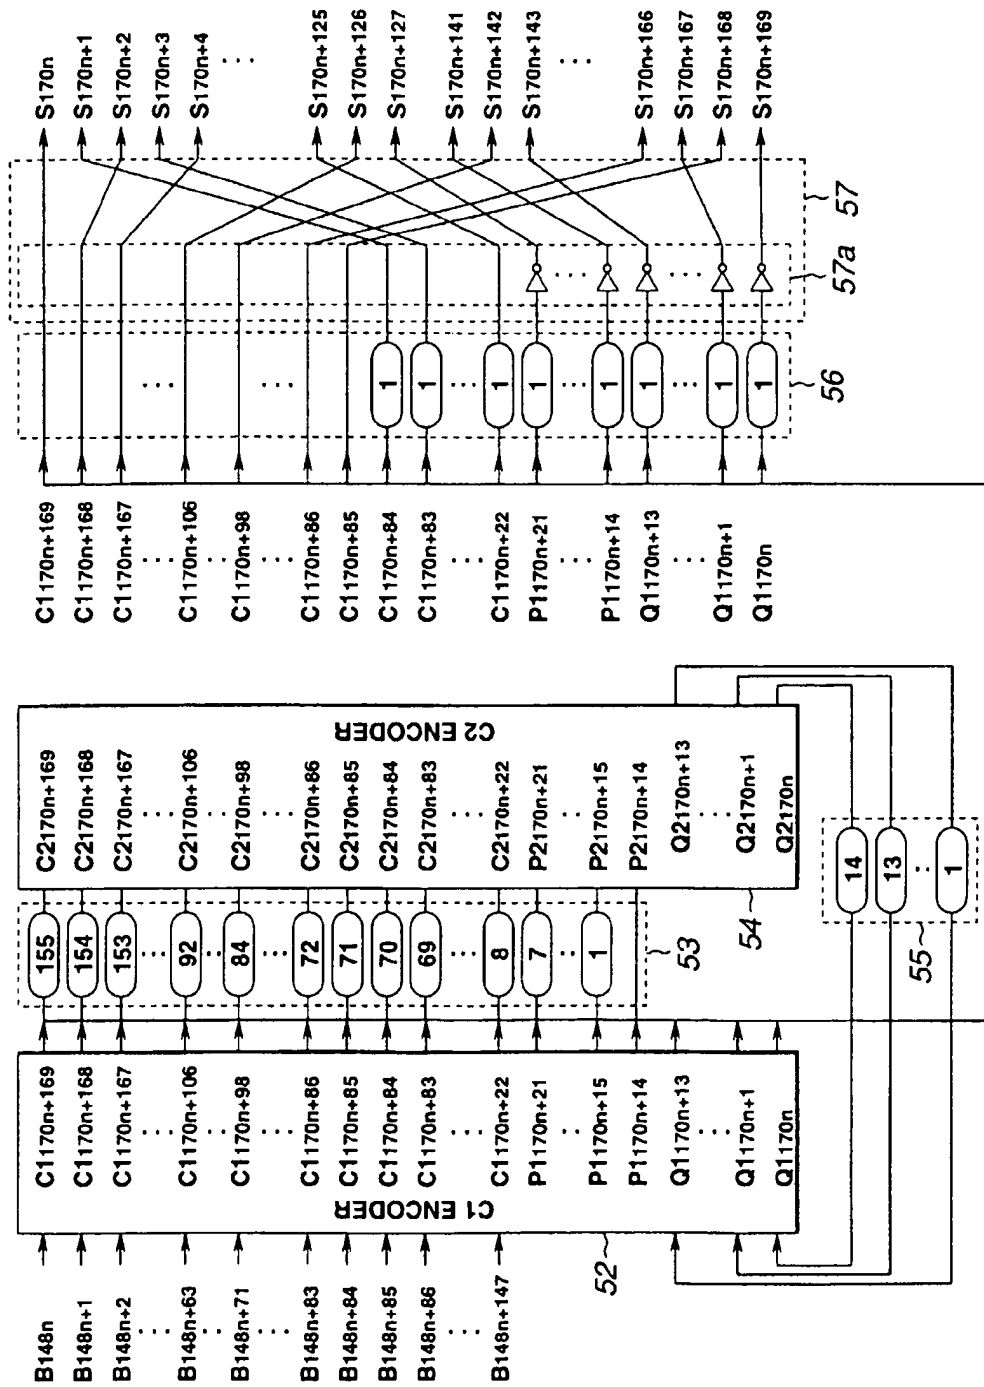 B148n
B148n+1
B148n+2
B148n+63
B148n+71
B148n+83
B148n+84
B148n+85
B148n+86
B148n+147
C1 ENCODER
C1170n+169
C1170n+168
C1170n+167
C1170n+106
C1170n+98
C1170n+86
C1170n+85
C1170n+84
C1170n+83
C1170n+22
P1170n+21
P1170n+15
P1170n+14
Q1170n+13
Q1170n+1
Q1170n
52
155
154
153
92
84
72
71
70
69
8
7
1
53
C2 ENCODER
C2170n+169
C2170n+168
C2170n+167
C2170n+106
C2170n+98
C2170n+86
C2170n+85
C2170n+84
C2170n+83
C2170n+22
P2170n+21
P2170n+15
P2170n+14
Q2170n+13
Q2170n+1
Q2170n
54
14
13
1
55
C1170n+169
C1170n+168
C1170n+167
C1170n+106
C1170n+98
C1170n+86
C1170n+85
C1170n+84
C1170n+83
C1170n+22
P1170n+21
P1170n+14
Q1170n+13
Q1170n+1
Q1170n
1
1
1
1
1
1
1
1
56
57a
57
S170n
S170n+1
S170n+2
S170n+3
S170n+4
S170n+125
S170n+126
S170n+127
S170n+141
S170n+142
S170n+143
S170n+166
S170n+167
S170n+168
S170n+169